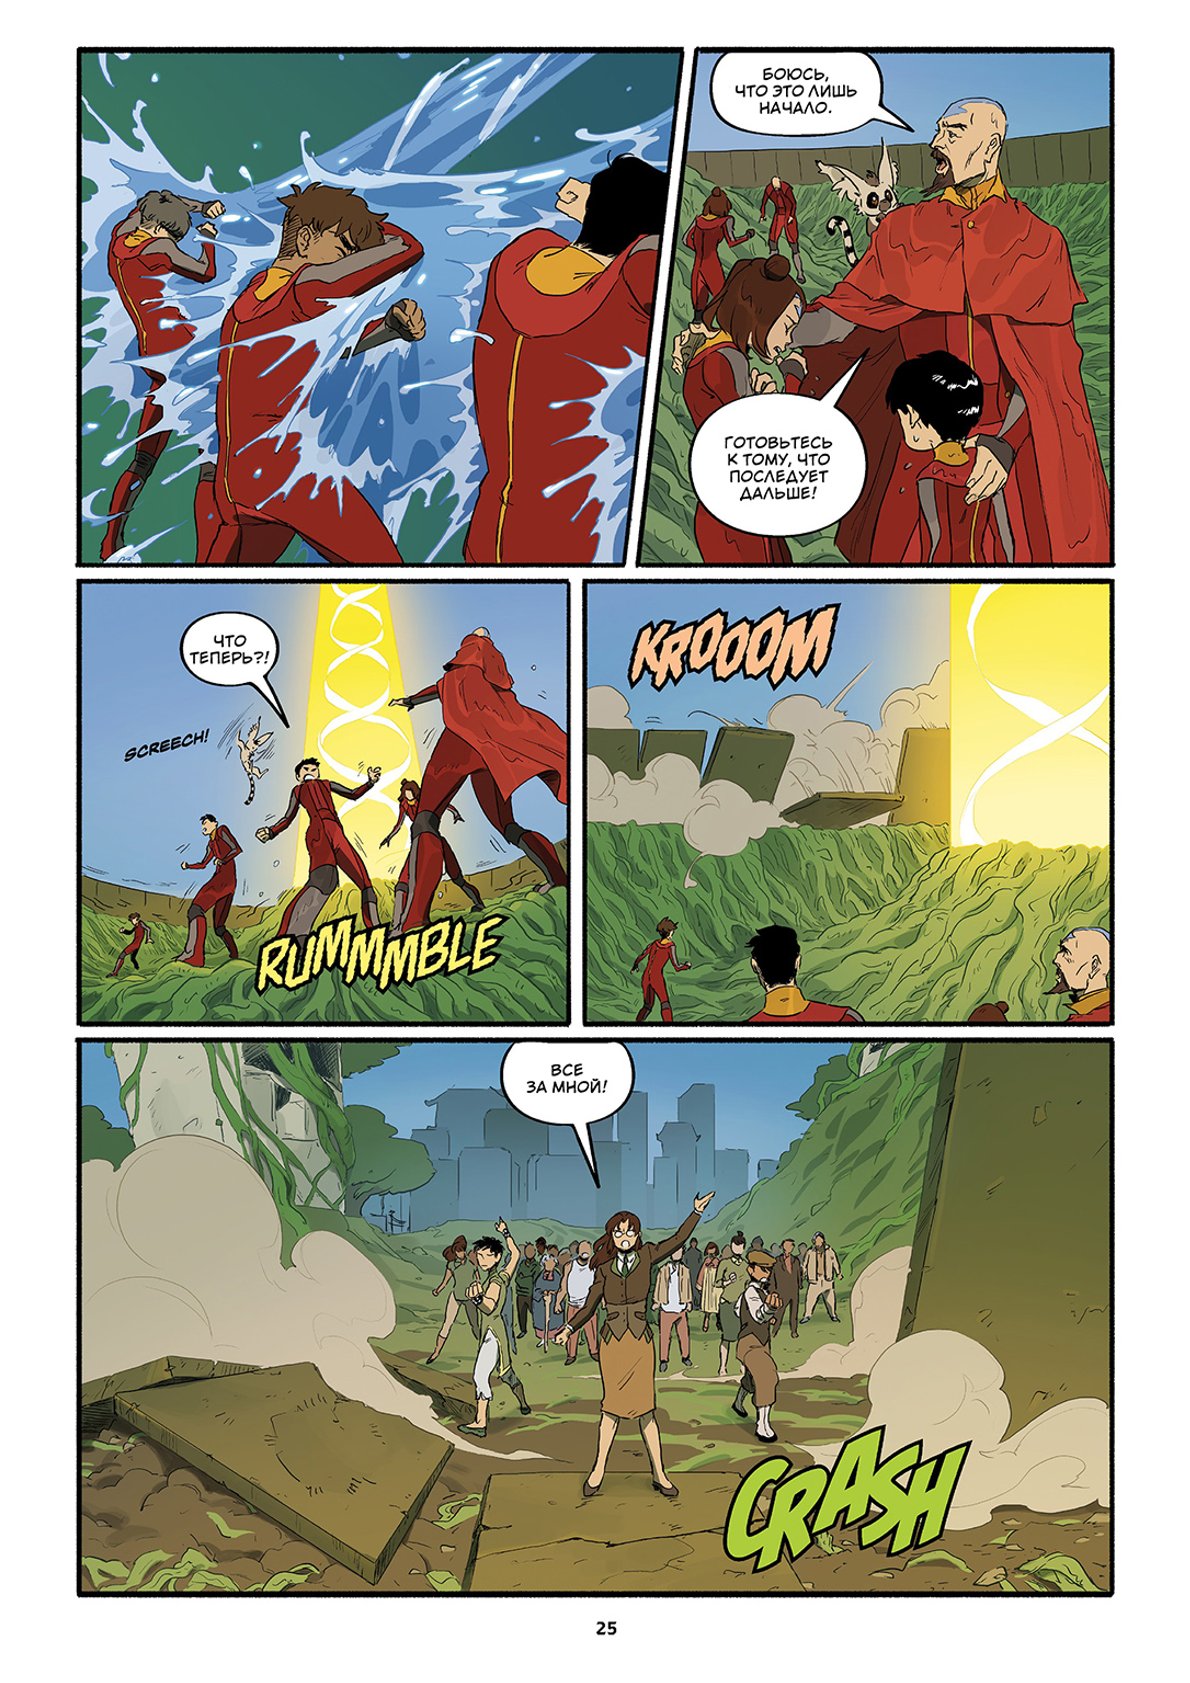 БОЮСЬ,
ЧТО ЭТО ЛИШЬ
НАЧАЛО.
ГОТОВЬТЕСЬ
К ТОМУ, ЧТО
ПОСЛЕДУЕТ
ДАЛЬШЕ!
ЧТО
ТЕПЕРЬ?!
SCREECH!
RUMMMMBLE
KROOOM
ВСЕ
ЗА МНОЙ!
CRASH
25